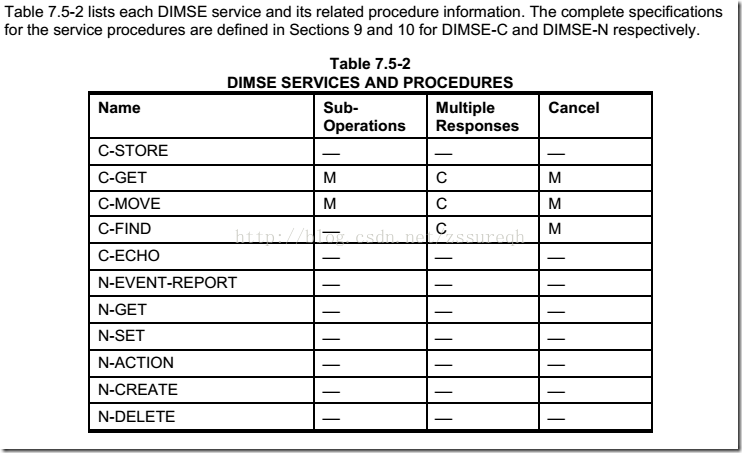 Table 7.5-2 lists each DIMSE service and its related procedure information. The complete specifications
for the service procedures are defined in Sections 9 and 10 for DIMSE-C and DIMSE-N respectively.
Table 7.5-2
DIMSE SERVICES AND PROCEDURES
Name Sub-Operations Multiple Responses Cancel
C-STORE — — —
C-GET M C M
C-MOVE M C M
C-FIND — C M
http://blog.csdn.net/zssureqh
C-ECHO — — —
N-EVENT-REPORT — — —
N-GET — — —
N-SET — — —
N-ACTION — — —
N-CREATE — — —
N-DELETE — — —